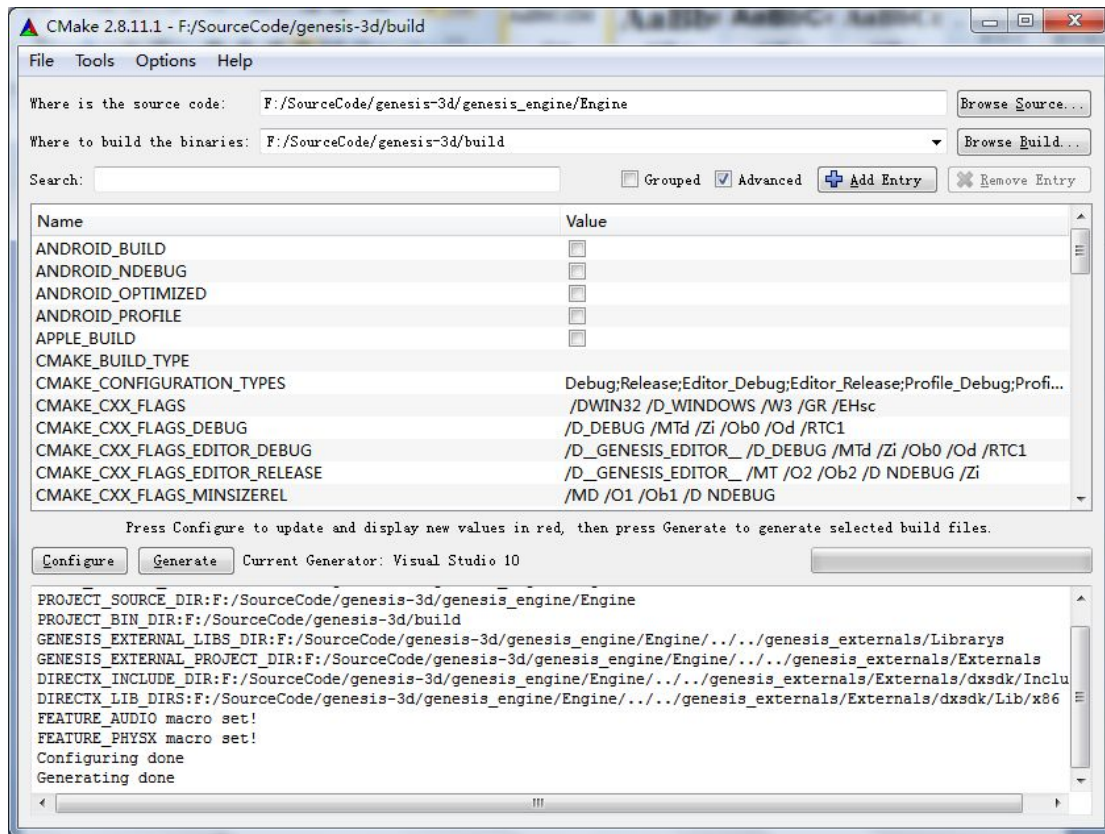 CMake 2.8.11.1 - F:/SourceCode/genesis-3d/build
File Tools Options Help
Where is the source code: F:/SourceCode/genesis-3d/genesis_engine/Engine Browse Source...
Where to build the binaries: F:/SourceCode/genesis-3d/build Browse Build...
Search: Grouped Advanced Add Entry Remove Entry
Name Value
ANDROID_BUILD
ANDROID_NDEBUG
ANDROID_OPTIMIZED
ANDROID_PROFILE
APPLE_BUILD
CMAKE_BUILD_TYPE
CMAKE_CONFIGURATION_TYPES Debug;Release;Editor_Debug;Editor_Release;Profile_Debug;Profi...
CMAKE_CXX_FLAGS /DWIN32 /D_WINDOWS /W3 /GR /EHsc
CMAKE_CXX_FLAGS_DEBUG /D_DEBUG /MTd /Zi /Ob0 /Od /RTC1
CMAKE_CXX_FLAGS_EDITOR_DEBUG /D__GENESIS_EDITOR__ /D_DEBUG /MTd /Zi /Ob0 /Od /RTC1
CMAKE_CXX_FLAGS_EDITOR_RELEASE /D__GENESIS_EDITOR__ /MT /O2 /Ob2 /D NDEBUG /Zi
CMAKE_CXX_FLAGS_MINSIZEREL /MD /O1 /Ob1 /D NDEBUG
Press Configure to update and display new values in red, then press Generate to generate selected build files.
Configure Generate Current Generator: Visual Studio 10
PROJECT_SOURCE_DIR:F:/SourceCode/genesis-3d/genesis_engine/Engine
PROJECT_BIN_DIR:F:/SourceCode/genesis-3d/build
GENESIS_EXTERNAL_LIBS_DIR:F:/SourceCode/genesis-3d/genesis_engine/Engine/../../genesis_externals/Librarys
GENESIS_EXTERNAL_PROJECT_DIR:F:/SourceCode/genesis-3d/genesis_engine/Engine/../../genesis_externals/Externals
DIRECTX_INCLUDE_DIR:F:/SourceCode/genesis-3d/genesis_engine/Engine/../../genesis_externals/Externals/dxsdk/Inclu
DIRECTX_LIB_DIRS:F:/SourceCode/genesis-3d/genesis_engine/Engine/../../genesis_externals/Externals/dxsdk/Lib/x86
FEATURE_AUDIO macro set!
FEATURE_PHYSX macro set!
Configuring done
Generating done